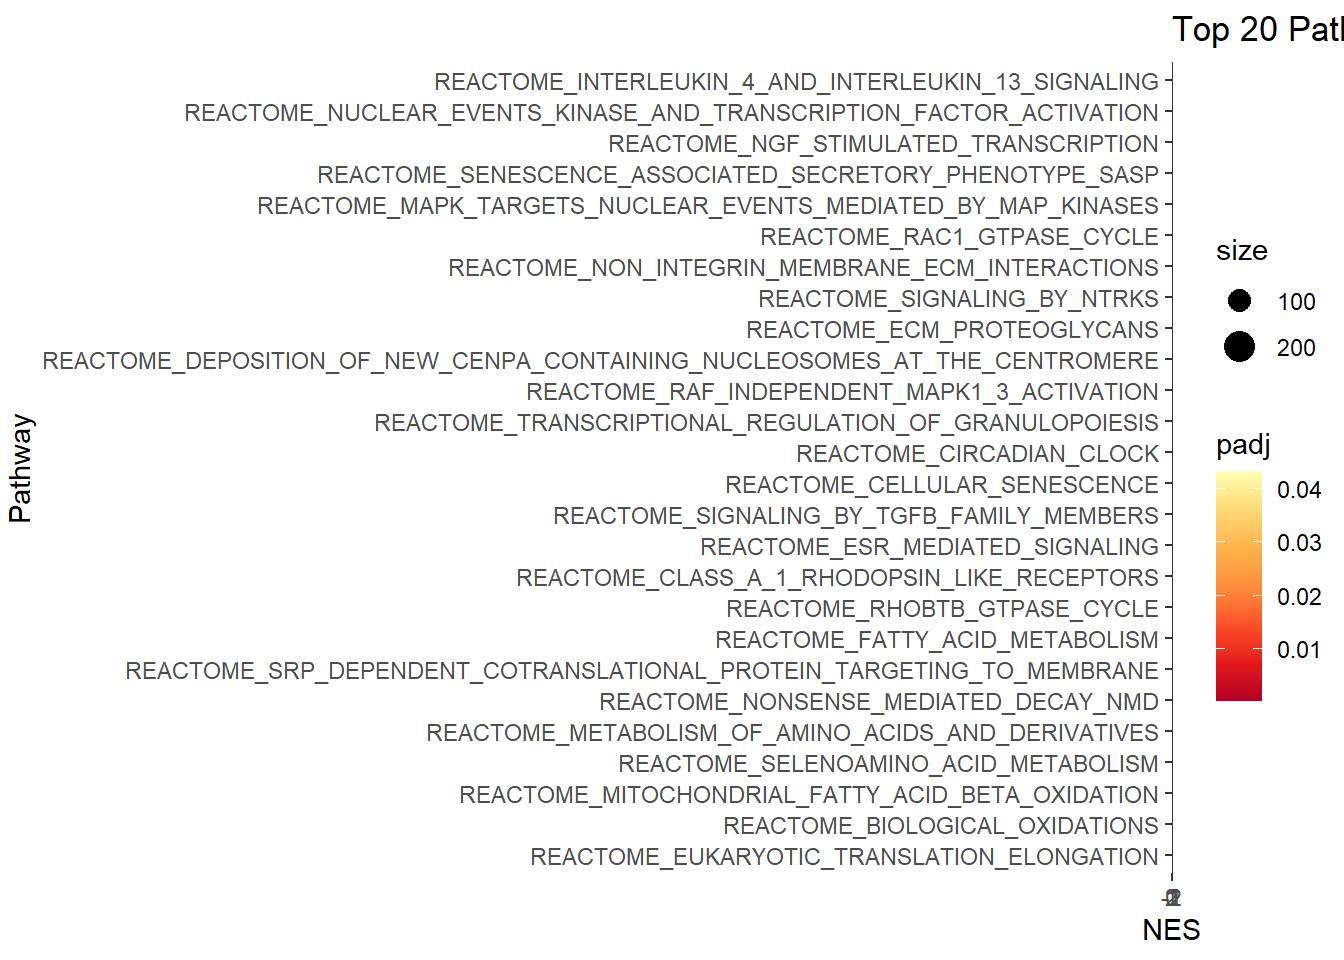 Top 20 Pat
REACTOME_INTERLEUKIN_4_AND_INTERLEUKIN_13_SIGNALING
REACTOME_NUCLEAR_EVENTS_KINASE_AND_TRANSCRIPTION_FACTOR_ACTIVATION
REACTOME_NGF_STIMULATED_TRANSCRIPTION
REACTOME_SENESCENCE_ASSOCIATED_SECRETORY_PHENOTYPE_SASP
REACTOME_MAPK_TARGETS_NUCLEAR_EVENTS_MEDIATED_BY_MAP_KINASES
REACTOME_RAC1_GTPASE_CYCLE
REACTOME_NON_INTEGRIN_MEMBRANE_ECM_INTERACTIONS
REACTOME_SIGNALING_BY_NTRKS
REACTOME_ECM_PROTEOGLYCANS
REACTOME_DEPOSITION_OF_NEW_CENPA_CONTAINING_NUCLEOSOMES_AT_THE_CENTROMERE
REACTOME_RAF_INDEPENDENT_MAPK1_3_ACTIVATION
REACTOME_TRANSCRIPTIONAL_REGULATION_OF_GRANULOPOIESIS
REACTOME_CIRCADIAN_CLOCK
REACTOME_CELLULAR_SENESCENCE
REACTOME_SIGNALING_BY_TGFB_FAMILY_MEMBERS
REACTOME_ESR_MEDIATED_SIGNALING
REACTOME_CLASS_A_1_RHODOPSIN_LIKE_RECEPTORS
REACTOME_RHOBTB_GTPASE_CYCLE
REACTOME_FATTY_ACID_METABOLISM
REACTOME_SRP_DEPENDENT_COTRANSLATIONAL_PROTEIN_TARGETING_TO_MEMBRANE
REACTOME_NONSENSE_MEDIATED_DECAY_NMD
REACTOME_METABOLISM_OF_AMINO_ACIDS_AND_DERIVATIVES
REACTOME_SELENOAMINO_ACID_METABOLISM
REACTOME_MITOCHONDRIAL_FATTY_ACID_BETA_OXIDATION
REACTOME_BIOLOGICAL_OXIDATIONS
REACTOME_EUKARYOTIC_TRANSLATION_ELONGATION
Pathway
NES
size
100
200
padj
0.04
0.03
0.02
0.01